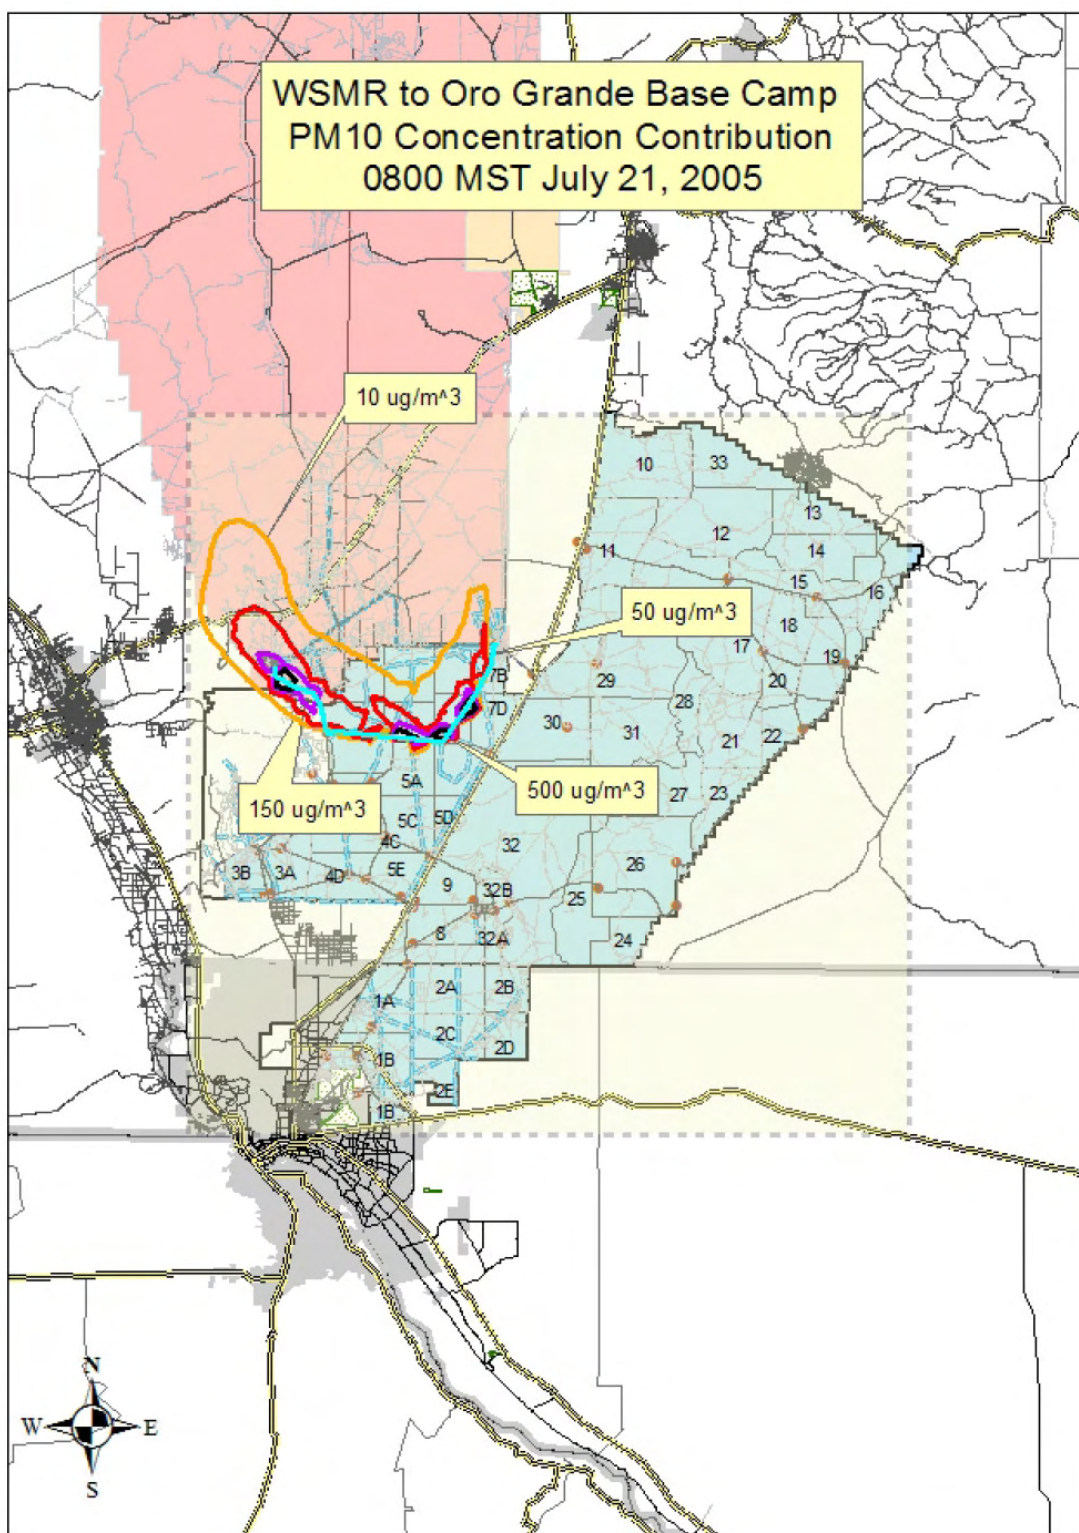 WSMR to Oro Grande Base Camp
PM10 Concentration Contribution
0800 MST July 21, 2005
10 ug/m^3
10
33
13
12
11
14
15
16
50 ug/m^3
18
17
19
7B
29
20
28
7D
30
31
21
22
500 ug/m^3
150 ug/m^3
5A
27
23
5C
5D
4C
32
26
3B
3A
4D
5E
9
32B
25
8
32A
24
2A
2B
1A
2C
2D
1B
2E
1B
N
W
E
S